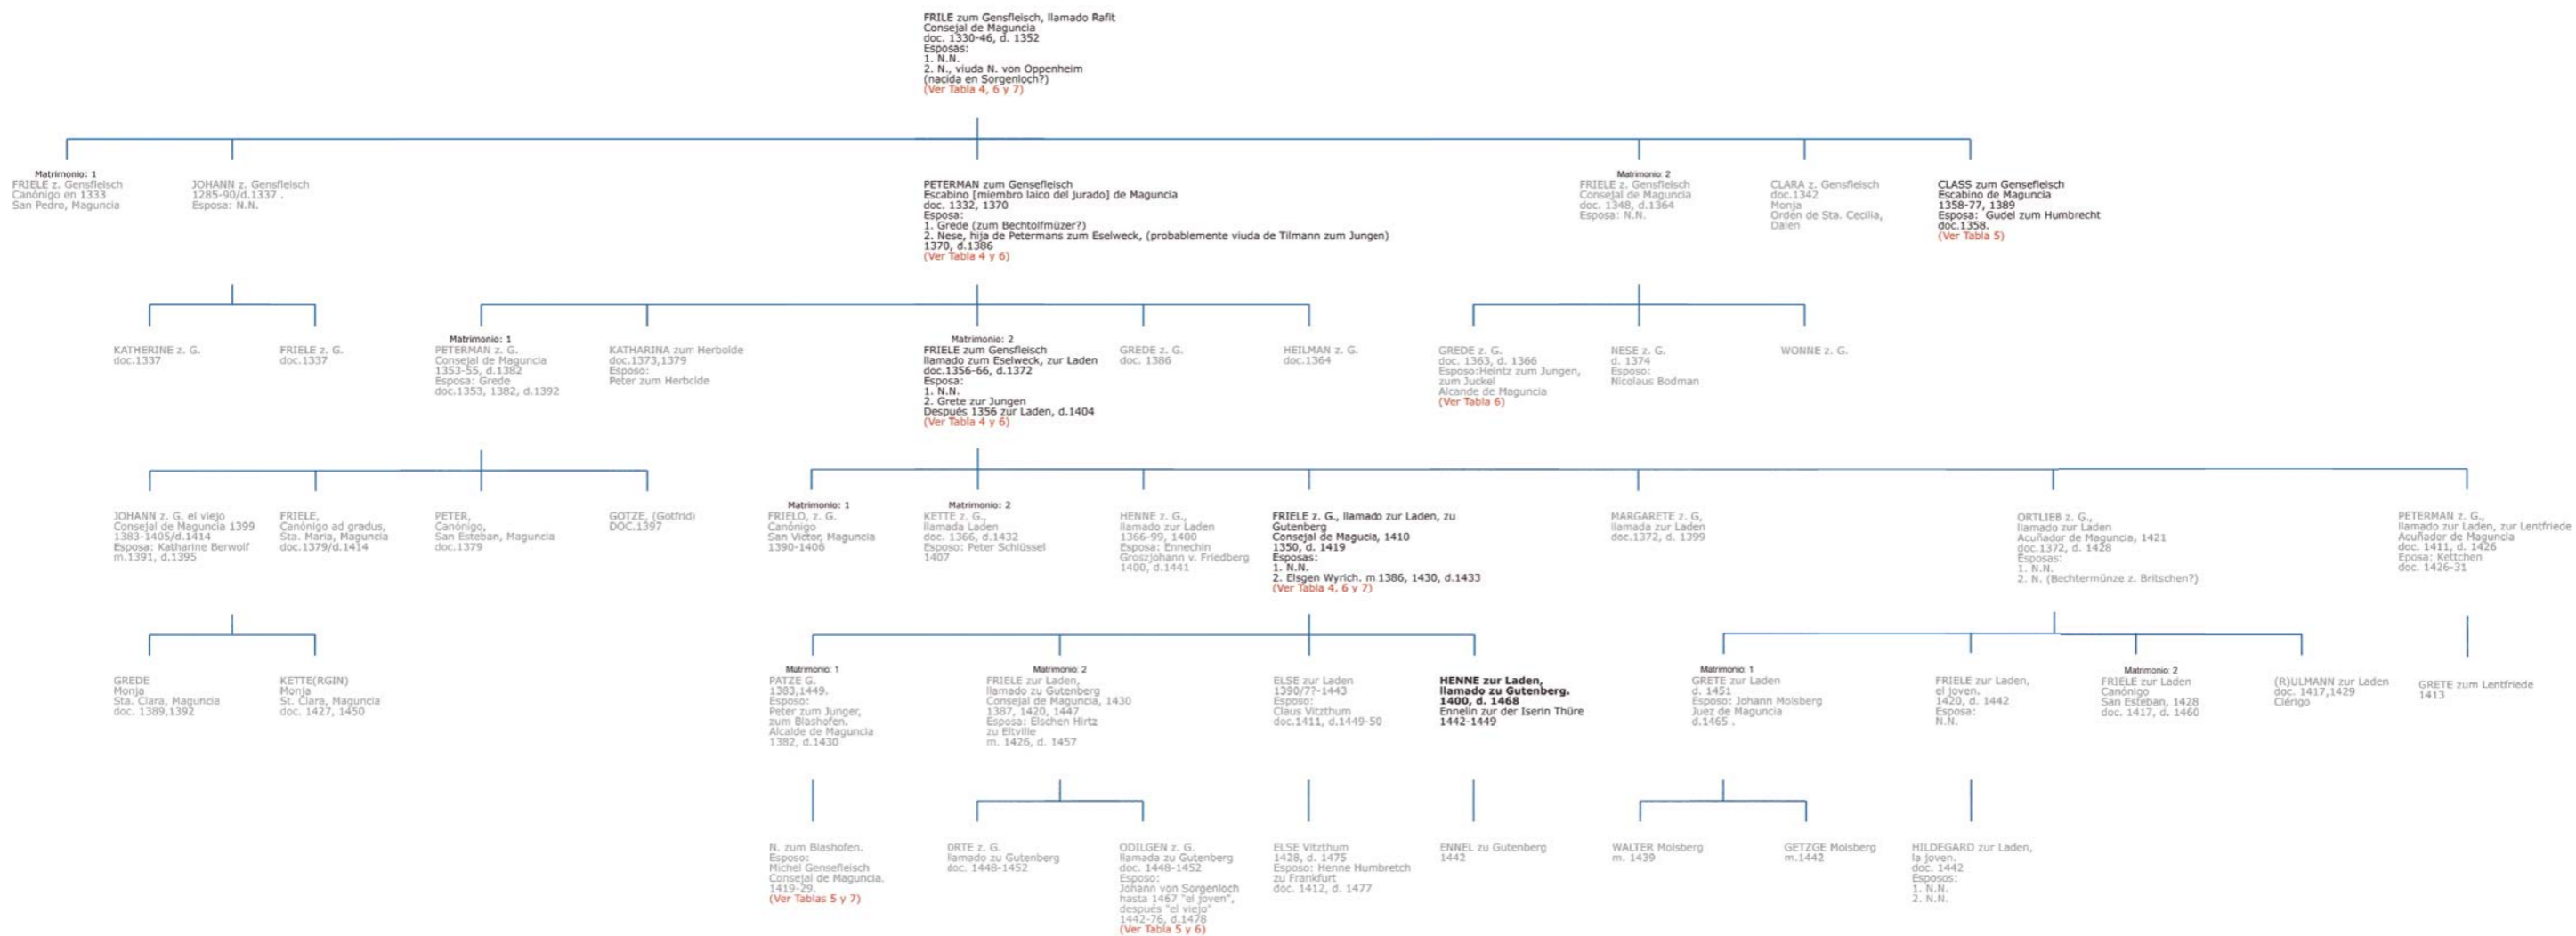 FRILE zum Gensfleisch, llamado Rafit
Consejal de Maguncia
doc. 1330-46, d. 1352
Esposas:
1. N.N.
2. N., viuda N. von Oppenheim
(nacida en Sorgenloch?)
(Ver Tabla 4, 6 y 7)
Matrimonio: 1
FRIELE z. Gensfleisch
Canónigo en 1333
San Pedro, Maguncia
JOHANN z. Gensfleisch
1285-90/d.1337 .
Esposa: N.N.
PETERMAN zum Gensefleisch
Escabino [miembro laico del jurado] de Maguncia
doc. 1332, 1370
Esposa:
1. Grede (zum Bechtolfmüzer?)
2. Nese, hija de Petermans zum Eselweck, (probablemente viuda de Tilmann zum Jungen)
1370, d.1386
(Ver Tabla 4 y 6)
Matrimonio: 2
FRIELE z. Gensfleisch
Consejal de Maguncia
doc. 1348, d.1364
Esposa: N.N.
CLARA z. Gensfleisch
doc.1342
Monja
Orden de Sta. Cecilia,
Dalen
CLASS zum Gensefleisch
Escabino de Maguncia
1358-77, 1389
Esposa: Gudel zum Humbrecht
doc.1358.
(Ver Tabla 5)
KATHERINE z. G.
doc.1337
FRIELE z. G.
doc.1337
Matrimonio: 1
PETERMAN z. G.
Consejal de Maguncia
1353-55, d.1382
Esposa: Grede
doc.1353, 1382, d.1392
KATHARINA zum Herbolde
doc.1373,1379
Esposo:
Peter zum Herbolde
Matrimonio: 2
FRIELE zum Gensfleisch
llamado zum Eselweck, zur Laden
doc.1356-66, d.1372
Esposa:
1. N.N.
2. Grete zur Jungen
Después 1356 zur Laden, d.1404
(Ver Tabla 4 y 6)
GREDE z. G.
doc. 1386
HEILMAN z. G.
doc.1364
GREDE z. G.
doc. 1363, d. 1366
Esposo:Heintz zum Jungen,
zum Juckel
Alcande de Maguncia
(Ver Tabla 6)
NESE z. G.
d. 1374
Esposo:
Nicolaus Bodman
WONNE z. G.
JOHANN z. G. el viejo
Consejal de Maguncia 1399
1383-1405/d.1414
Esposa: Katharine Berwolf
m.1391, d.1395
FRIELE,
Canónigo ad gradus,
Sta. Maria, Maguncia
doc.1379/d.1414
PETER,
Canónigo,
San Esteban, Maguncia
doc.1379
GOTZE, (Gotfrid)
DOC.1397
Matrimonio: 1
FRIELO, z. G.
Canónigo
San Victor, Maguncia
1390-1406
Matrimonio: 2
KETTE z. G.,
llamada Laden
doc. 1366, d.1432
Esposo: Peter Schlüssel
1407
HENNE z. G.,
llamado zur Laden
1366-99, 1400
Esposa: Ennechin
Groszjohann v. Friedberg
1400, d.1441
FRIELE z. G., llamado zur Laden, zu
Gutenberg
Consejal de Magucia, 1410
1350, d. 1419
Esposas:
1. N.N.
2. Elsgen Wyrich. m 1386, 1430, d.1433
(Ver Tabla 4. 6 y 7)
MARGARETE z. G,
llamada zur Laden
doc.1372, d. 1399
ORTLIEB z. G.,
llamado zur Laden
Acuñador de Maguncia, 1421
doc.1372, d. 1428
Esposas:
1. N.N.
2. N. (Bechtermünze z. Britschen?)
PETERMAN z. G.,
llamado zur Laden, zur Lentfriede
Acuñador de Maguncia
doc. 1411, d. 1426
Eposa: Kettchen
doc. 1426-31
GREDE
Monja
Sta. Clara, Maguncia
doc. 1389,1392
KETTE(RGIN)
Monja
St. Clara, Maguncia
doc. 1427, 1450
Matrimonio: 1
PATZE G.
1383,1449.
Esposo:
Peter zum Junger,
zum Blashofen.
Alcalde de Maguncia
1382, d.1430
Matrimonio: 2
FRIELE zur Laden,
llamado zu Gutenberg
Consejal de Maguncia, 1430
1387, 1420, 1447
Esposa: Elschen Hirtz
zu Eltville
m. 1426, d. 1457
ELSE zur Laden
1390/7?-1443
Esposo:
Claus Vitzthum
doc.1411, d.1449-50
HENNE zur Laden,
llamado zu Gutenberg.
1400, d. 1468
Ennelin zur der Iserin Thüre
1442-1449
Matrimonio: 1
GRETE zur Laden
d. 1451
Esposo: Johann Molsberg
Juez de Maguncia
d.1465 .
FRIELE zur Laden,
el joven.
1420, d. 1442
Esposa:
N.N.
Matrimonio: 2
FRIELE zur Laden
Canónigo
San Esteban, 1428
doc. 1417, d. 1460
(R)ULMANN zur Laden
doc. 1417,1429
Clérigo
GRETE zum Lentfriede
1413
N. zum Blashofen.
Esposo:
Michel Gensefleisch
Consejal de Maguncia.
1419-29.
(Ver Tablas 5 y 7)
ORTE z. G.
llamado zu Gutenberg
doc. 1448-1452
ODILGEN z. G.
llamada zu Gutenberg
doc. 1448-1452
Esposo:
Johann von Sorgenloch
hasta 1467 "el joven",
después "el viejo"
1442-76, d.1478
(Ver Tabla 5 y 6)
ELSE Vitzthum
1428, d. 1475
Esposo: Henne Humbretch
zu Frankfurt
doc. 1412, d. 1477
ENNEL zu Gutenberg
1442
WALTER Molsberg
m. 1439
GETZGE Molsberg
m.1442
HILDEGARD zur Laden,
la joven.
doc. 1442
Esposos:
1. N.N.
2. N.N.